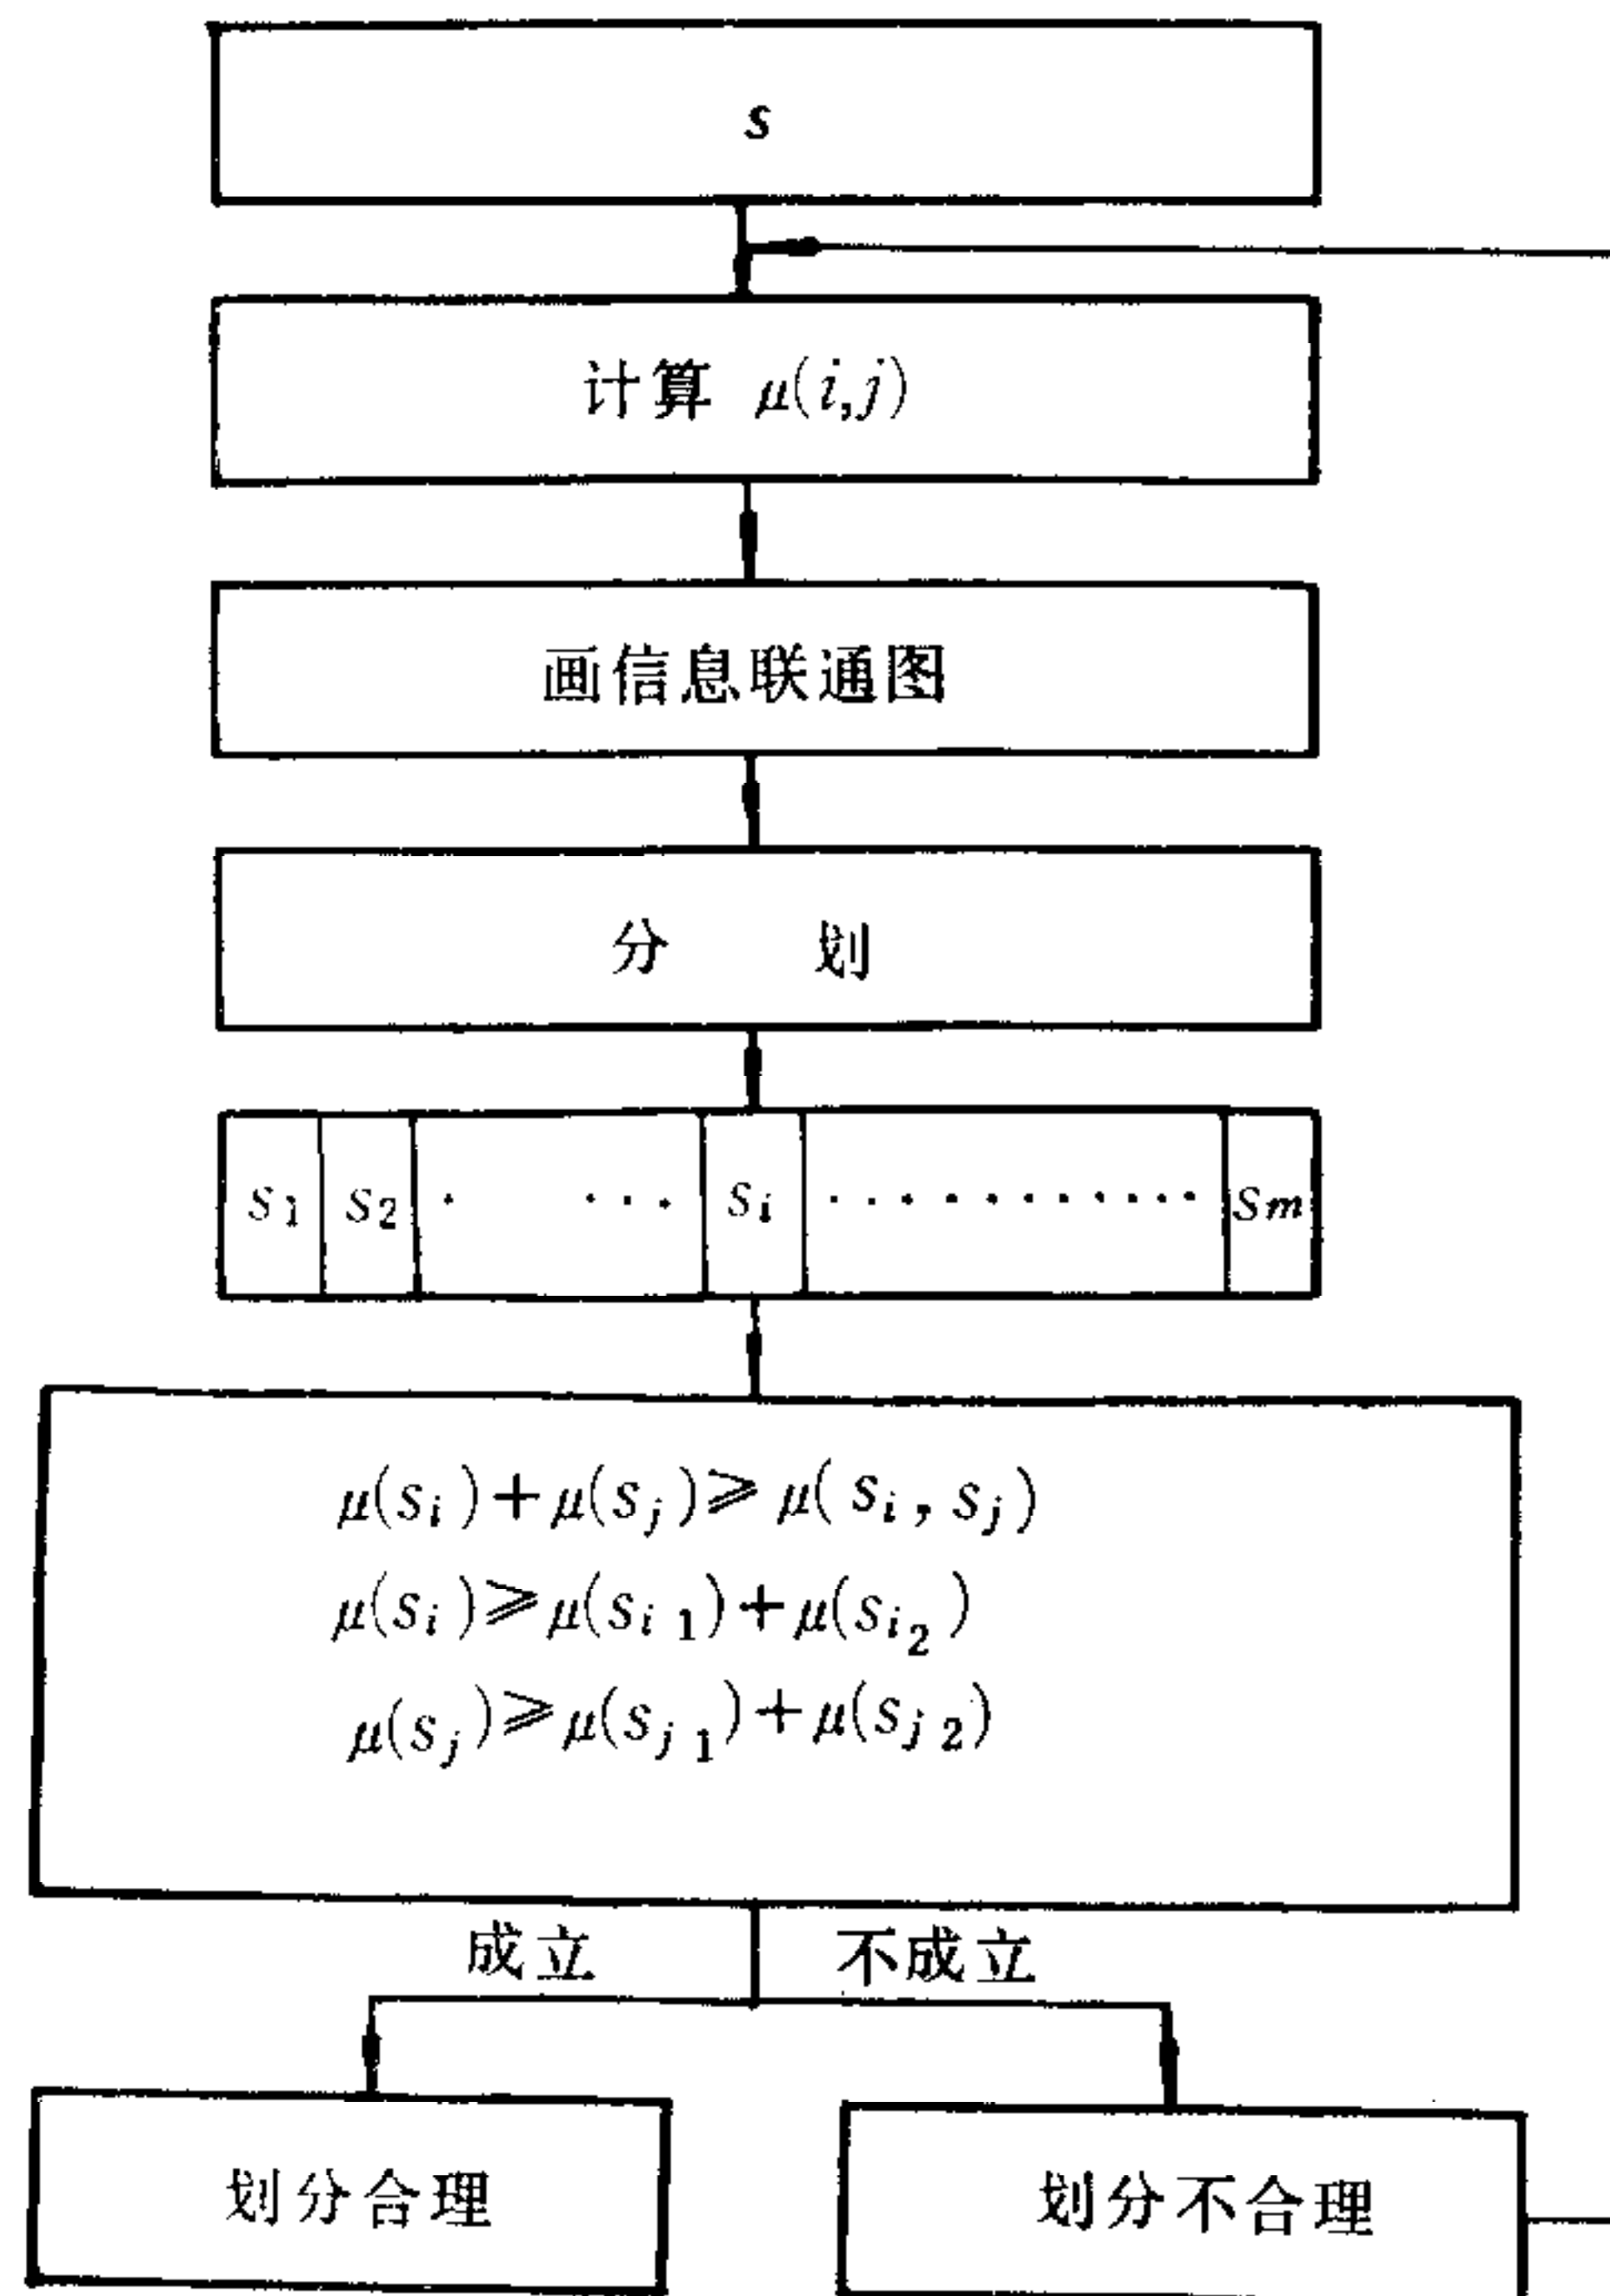 s
计算 μ(i,j)
画信息联通图
分 划
s1 s2 · ··· si ··········· sm
μ(si)+μ(sj)≥μ(si,sj)
μ(si)≥μ(si1)+μ(si2)
μ(sj)≥μ(sj1)+μ(sj2)
成立 不成立
划分合理 划分不合理